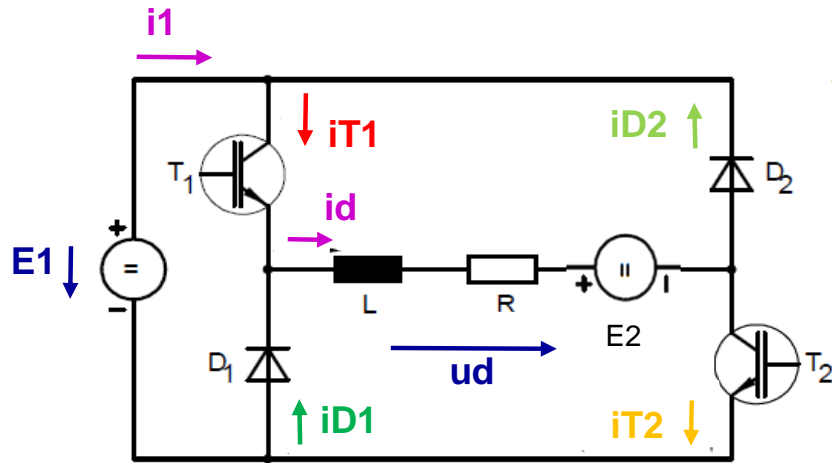 i1
iT1
iD2
T1
D2
id
+
E1
=
+
=
−
L
R
E2
−
D1
ud
T2
iD1
iT2